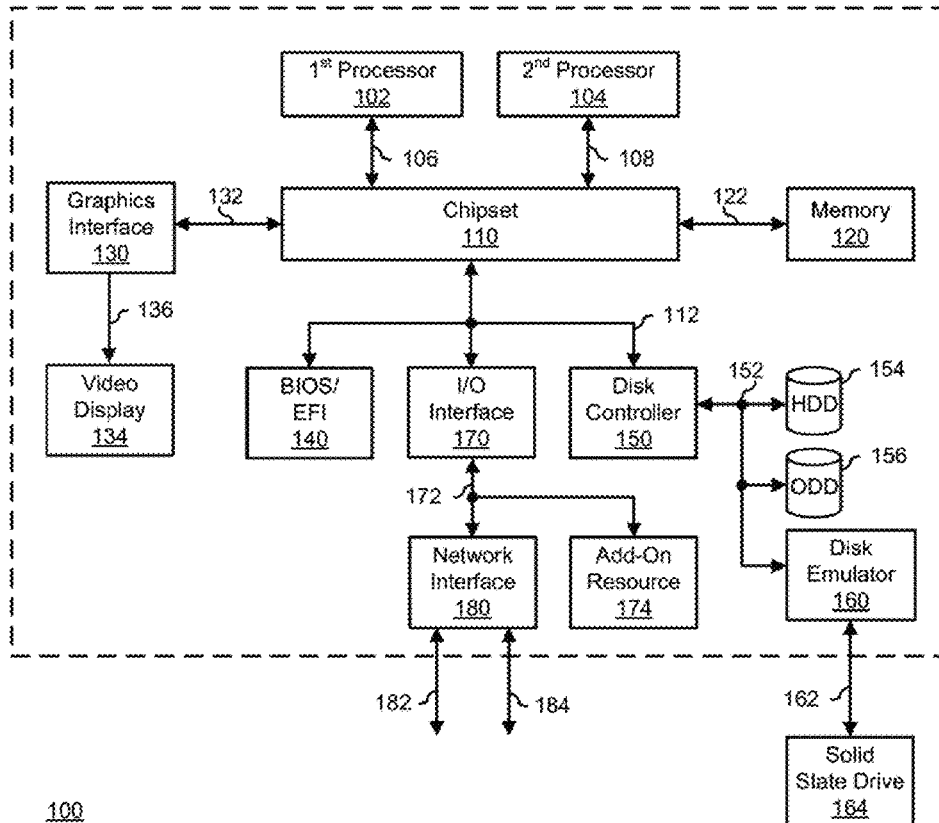 1st Processor
102
2nd Processor
104
106
108
Graphics
Interface
130
132
Chipset
110
122
Memory
120
136
112
Video
Display
134
BIOS/
EFI
140
I/O
Interface
170
Disk
Controller
150
152
HDD
154
ODD
156
172
Network
Interface
180
Add-On
Resource
174
Disk
Emulator
160
182
184
162
Solid
State Drive
164
100